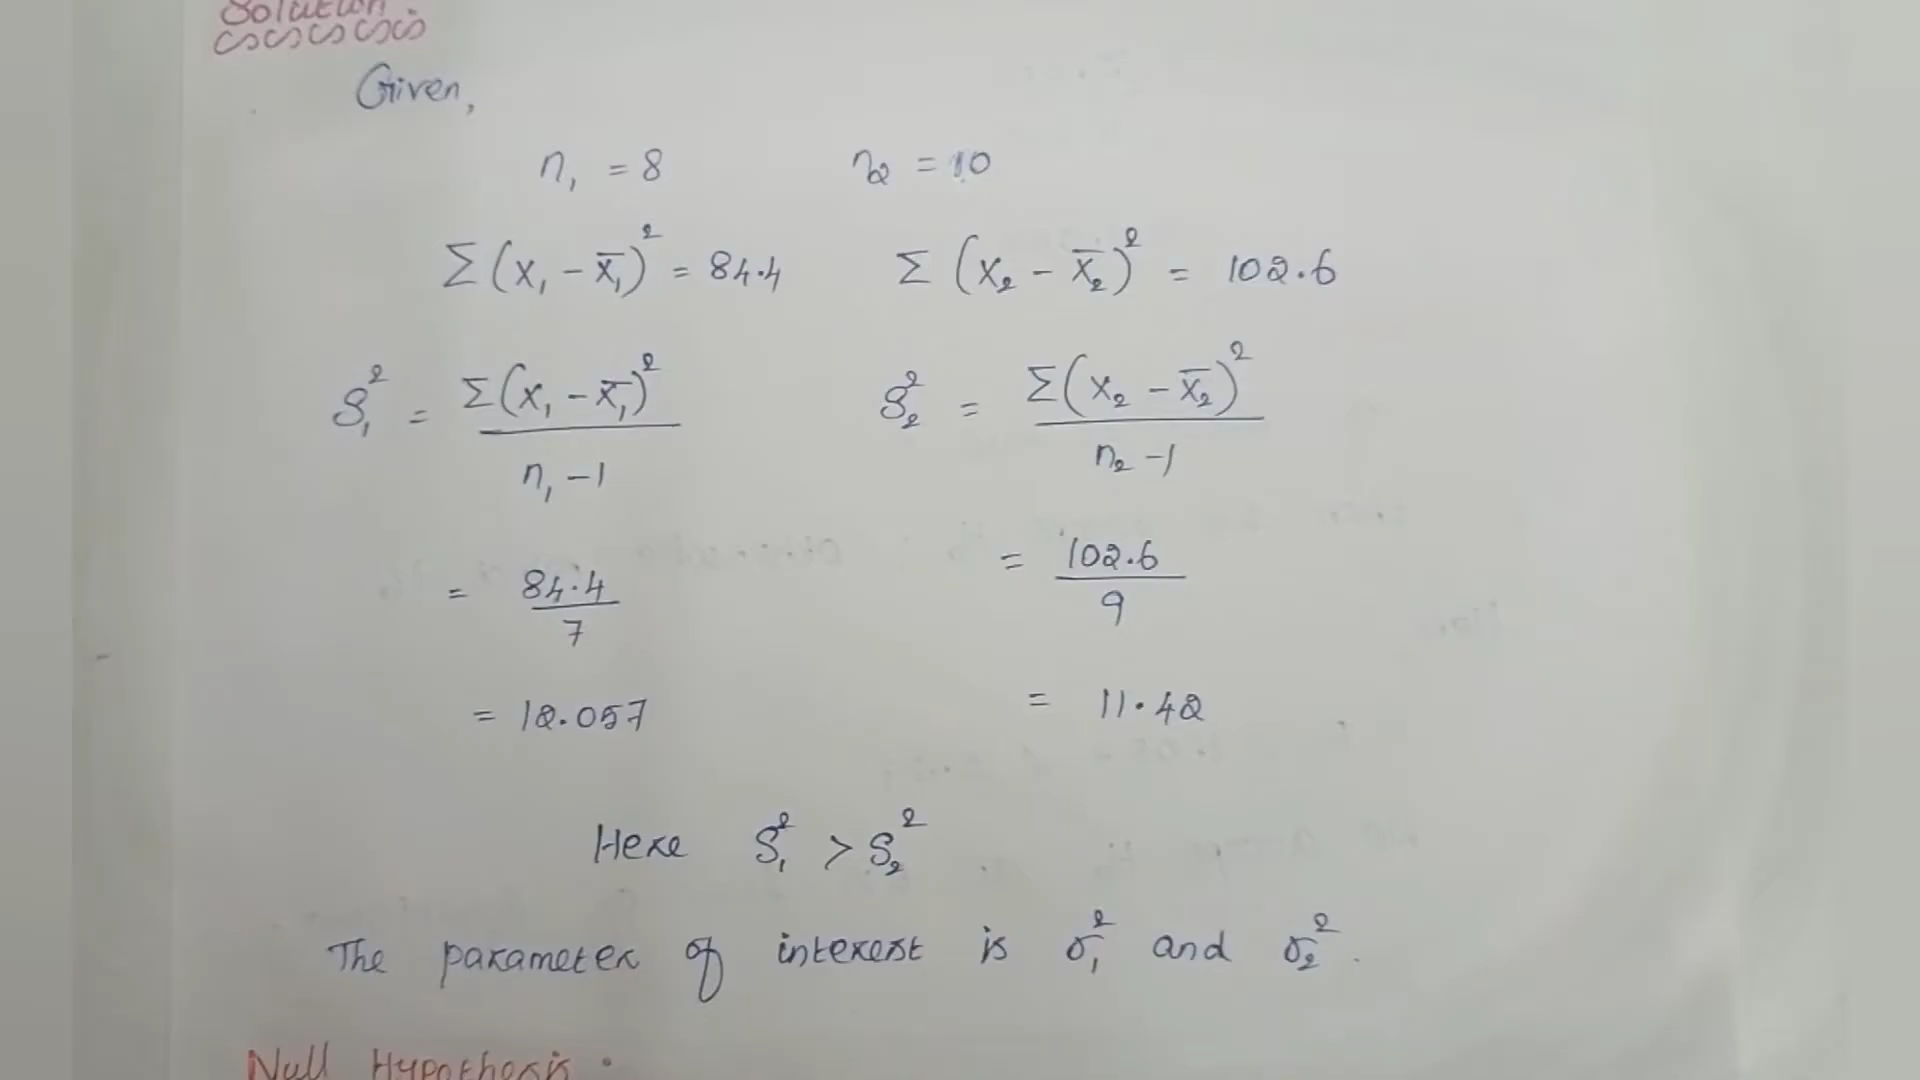 Solution :
Given,
n₁ = 8 n₂ = 10
Σ(x₁ - x̄₁)² = 84.4 Σ(x₂ - x̄₂)² = 102.6
S₁² = Σ(x₁ - x̄₁)² / n₁ - 1 S₂² = Σ(x₂ - x̄₂)² / n₂ - 1
= 84.4 / 7 = 102.6 / 9
= 12.057 = 11.42
Here S₁² > S₂²
The parameter of interest is σ₁² and σ₂².
Null Hypothesis :